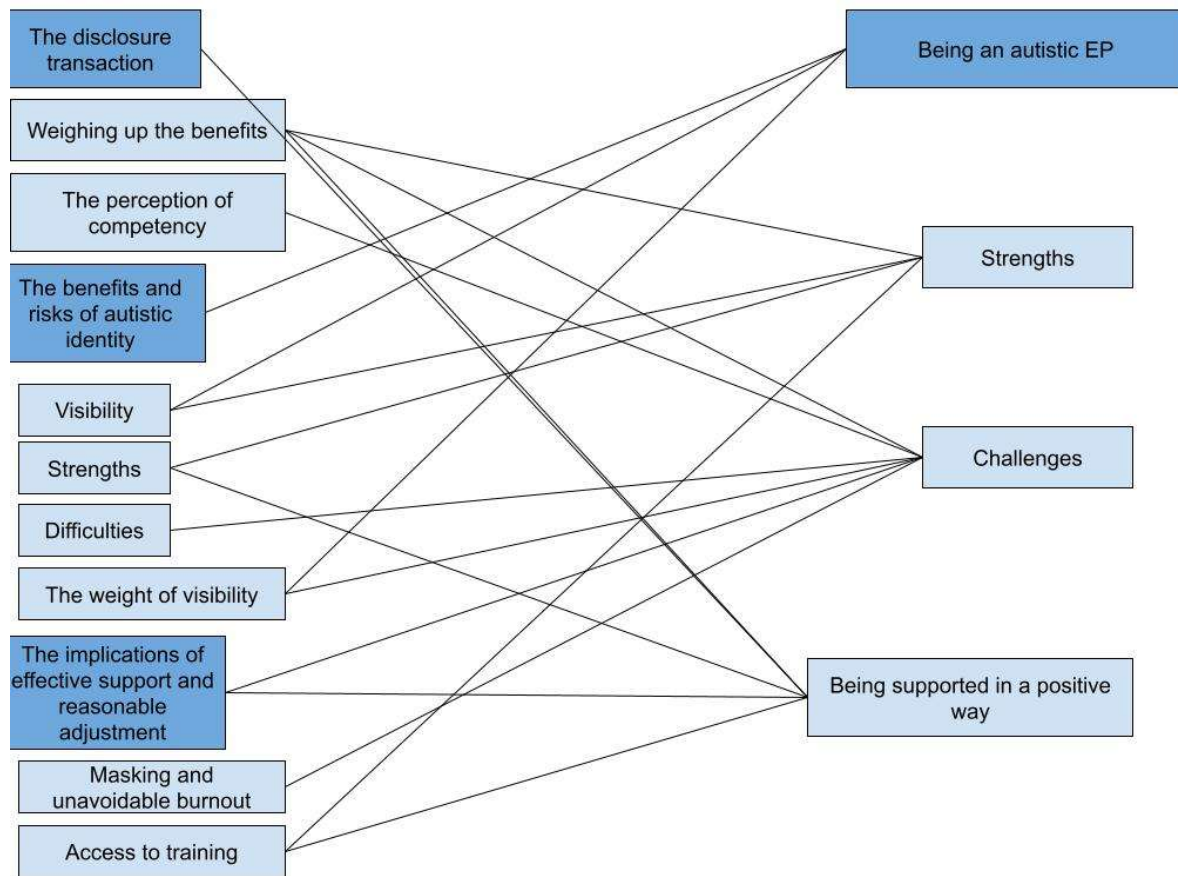 The disclosure
transaction
Weighing up the benefits
The perception of
competency
The benefits and
risks of autistic
identity
Visibility
Strengths
Difficulties
The weight of visibility
The implications of
effective support and
reasonable
adjustment
Masking and
unavoidable burnout
Access to training
Being an autistic EP
Strengths
Challenges
Being supported in a positive
way